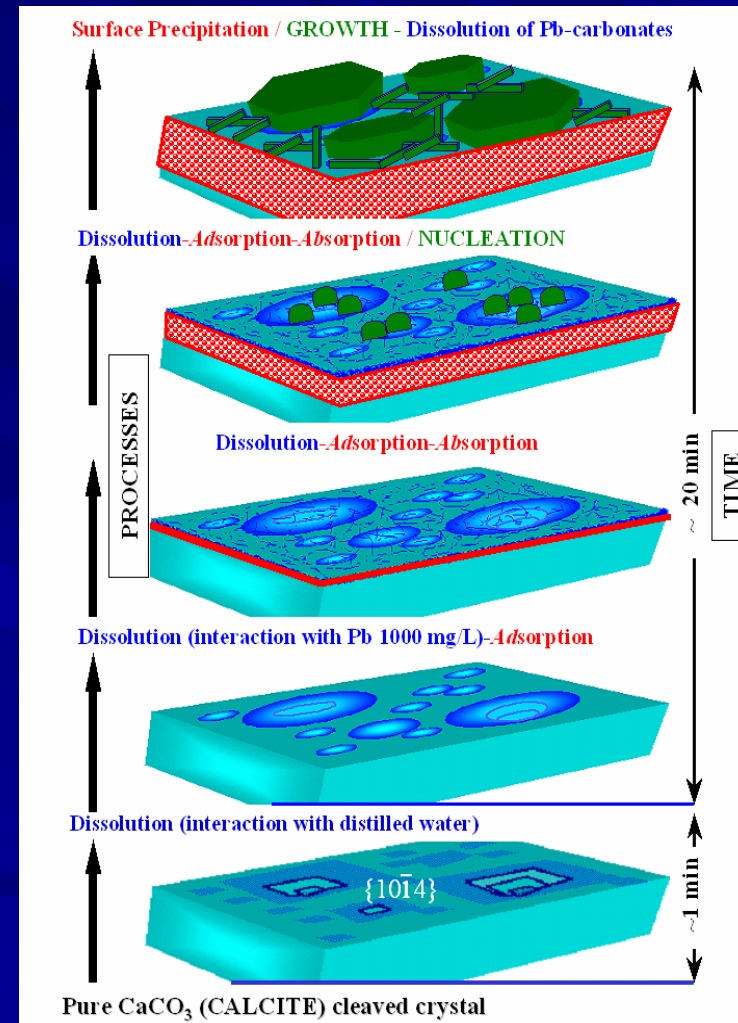 Surface Precipitation / GROWTH - Dissolution of Pb-carbonates
Dissolution-Adsorption-Absorption / NUCLEATION
PROCESSES
Dissolution-Adsorption-Absorption
~ 20 min
TIME
Dissolution (interaction with Pb 1000 mg/L)-Adsorption
Dissolution (interaction with distilled water)
{101̄4}
~1 min
Pure CaCO₃ (CALCITE) cleaved crystal